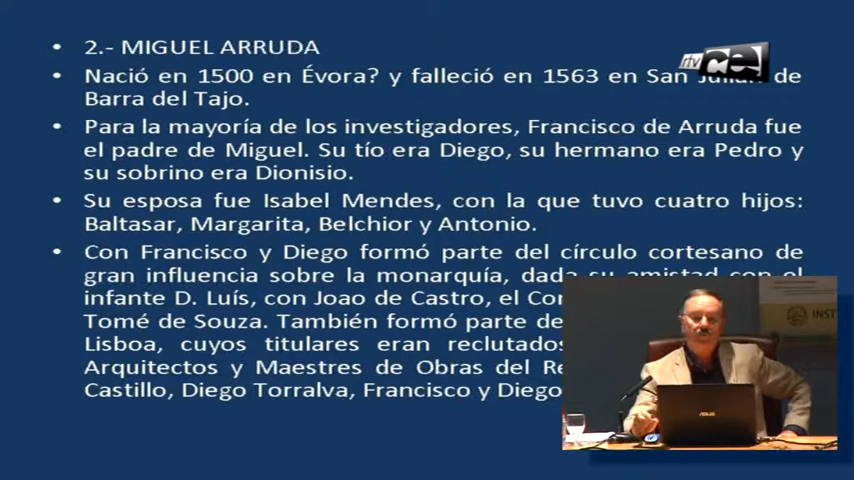 2.- MIGUEL ARRUDA
Nació en 1500 en Évora? y falleció en 1563 en San Julián de
Barra del Tajo.
Para la mayoría de los investigadores, Francisco de Arruda fue
el padre de Miguel. Su tío era Diego, su hermano era Pedro y
su sobrino era Dionisio.
Su esposa fue Isabel Mendes, con la que tuvo cuatro hijos:
Baltasar, Margarita, Belchior y Antonio.
Con Francisco y Diego formó parte del círculo cortesano de
gran influencia sobre la monarquía, dada su amistad con el
infante D. Luís, con Joao de Castro, el
Tomé de Souza. También formó parte
Lisboa, cuyos titulares eran reclutados
Arquitectos y Maestres de Obras del
Castillo, Diego Torralva, Francisco y Diego
rtv
cei
INST
ASUS